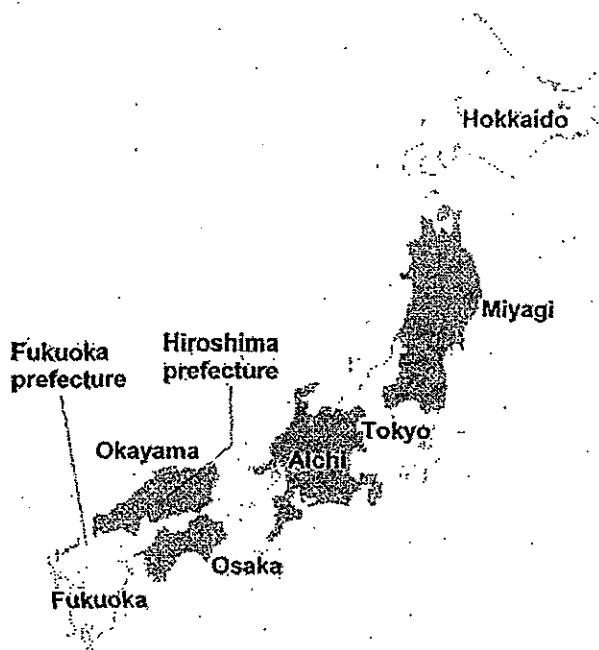 Hokkaido
Miyagi
Fukuoka
prefecture
Hiroshima
prefecture
Tokyo
Okayama
Aichi
Osaka
Fukuoka